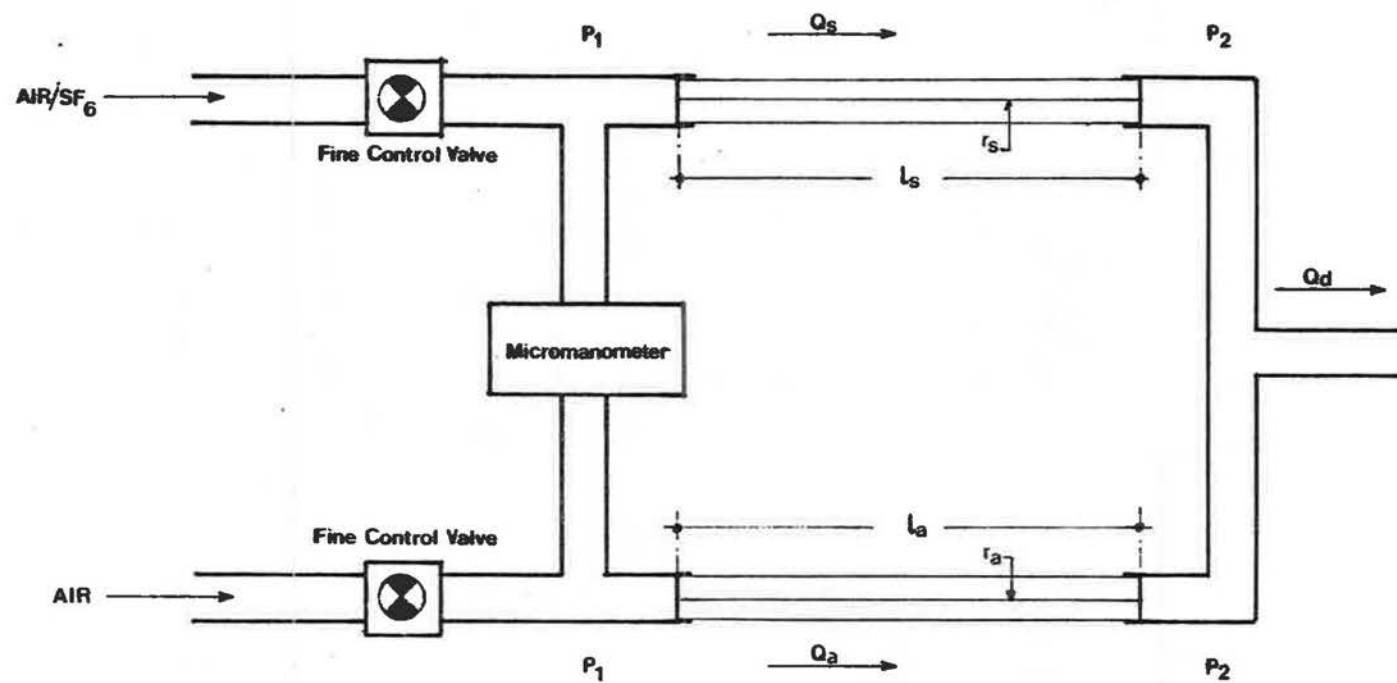 P1
Qs
P2
AIR/SF6
Fine Control Valve
rs
ls
Qd
Micromanometer
la
Fine Control Valve
ra
AIR
P1
Qa
P2